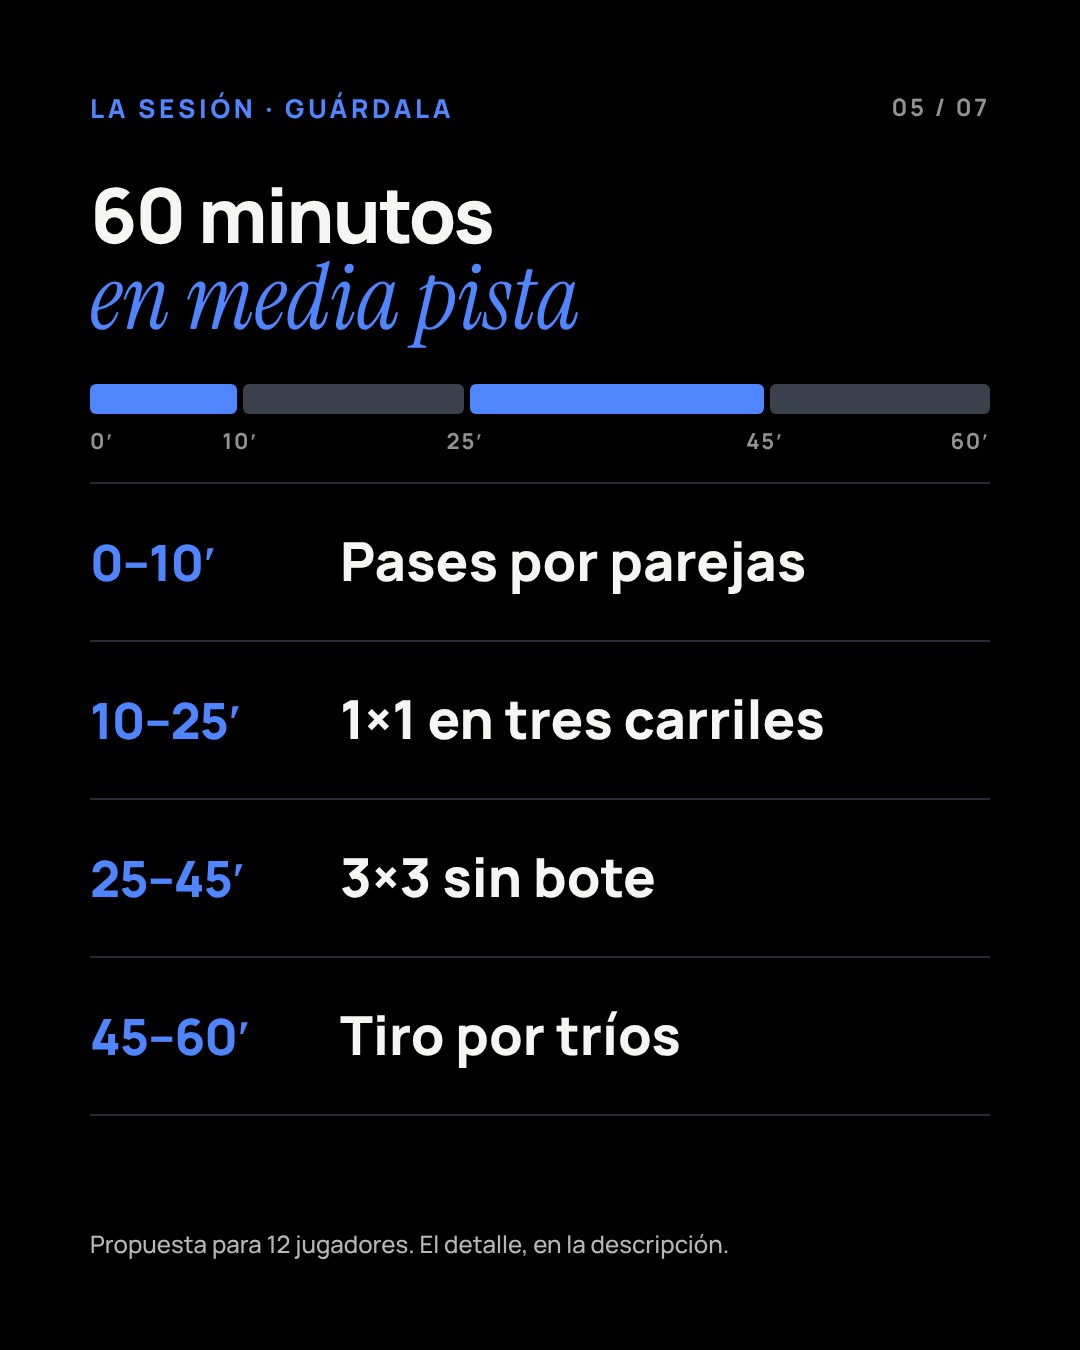 LA SESIÓN · GUÁRDALA
05 / 07
60 minutos
en media pista
0′ 10′ 25′ 45′ 60′
0–10′ Pases por parejas
10–25′ 1×1 en tres carriles
25–45′ 3×3 sin bote
45–60′ Tiro por tríos
Propuesta para 12 jugadores. El detalle, en la descripción.